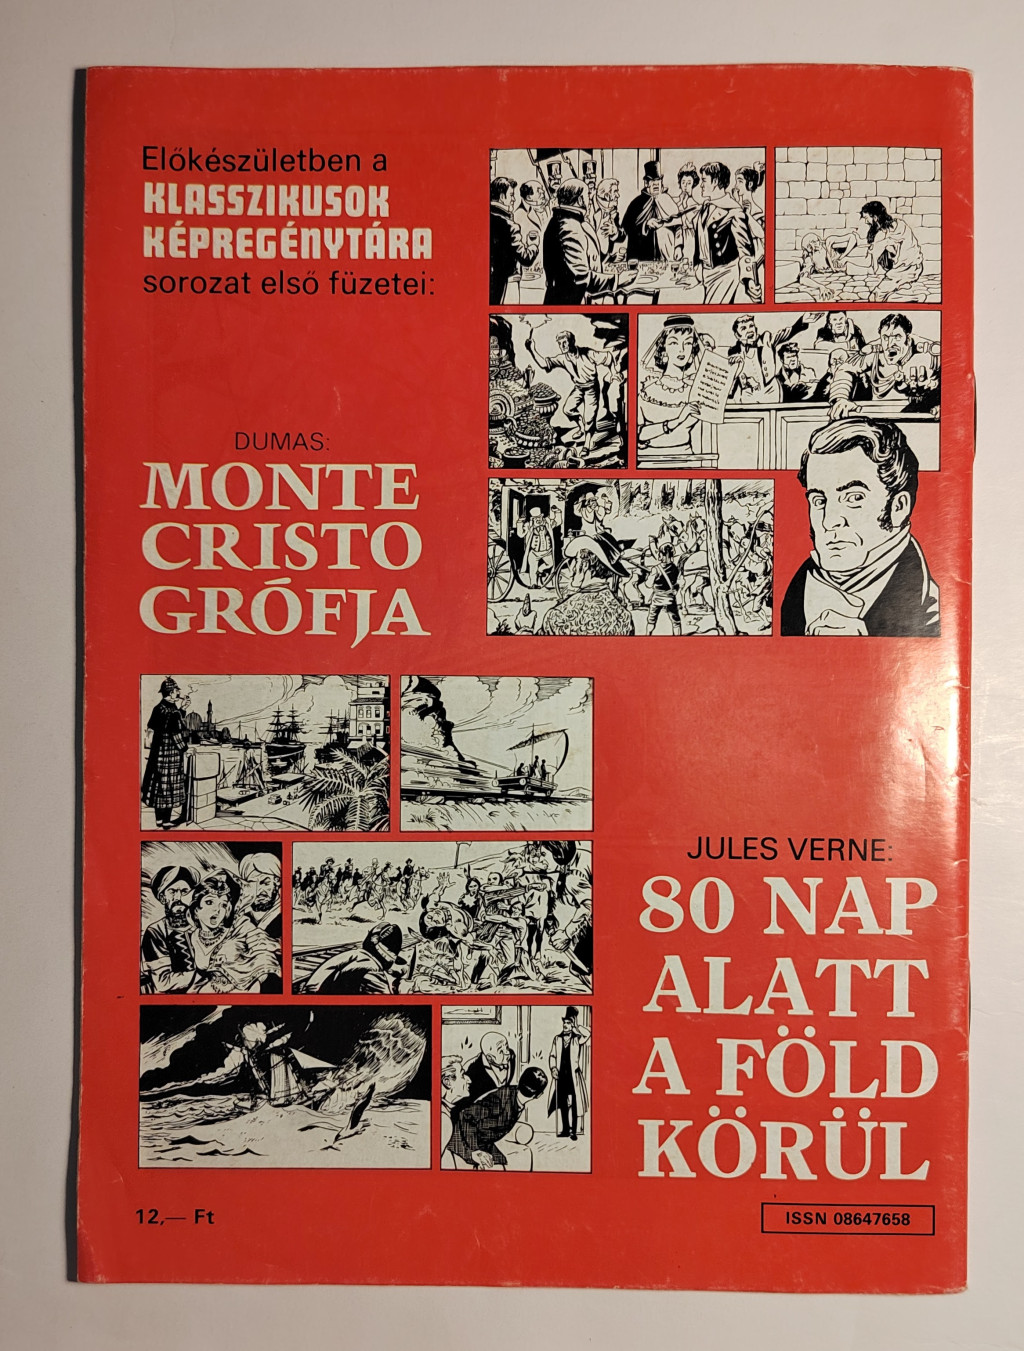 Előkészületben a
KLASSZIKUSOK
KÉPREGÉNYTÁRA
sorozat első füzetei:
DUMAS:
MONTE
CRISTO
GRÓFJA
JULES VERNE:
80 NAP
ALATT
A FÖLD
KÖRÜL
12,— Ft
ISSN 08647658